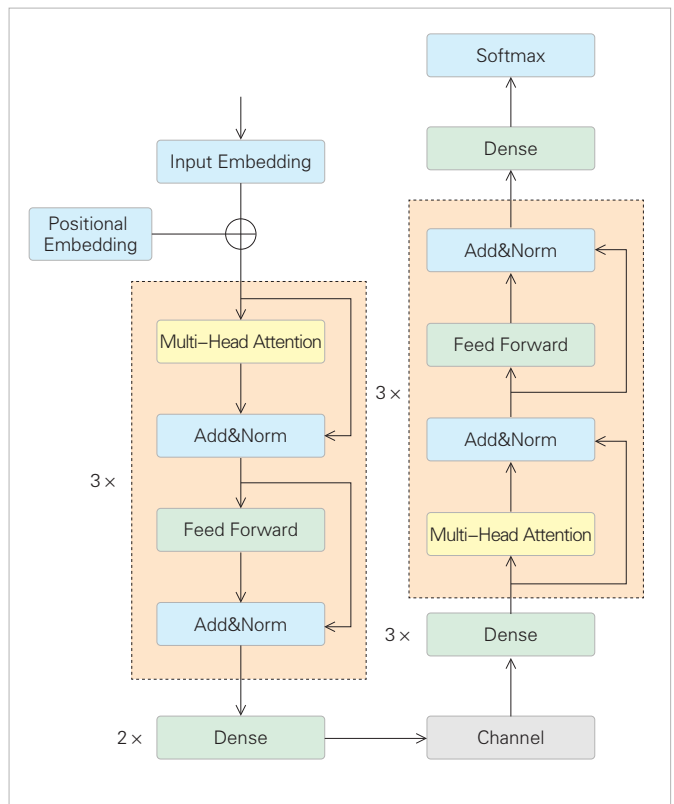 Input Embedding
Positional
Embedding
Multi–Head Attention
Add&Norm
3×
Feed Forward
Add&Norm
2×
Dense
Channel
3×
Dense
Multi–Head Attention
Add&Norm
3×
Feed Forward
Add&Norm
Dense
Softmax